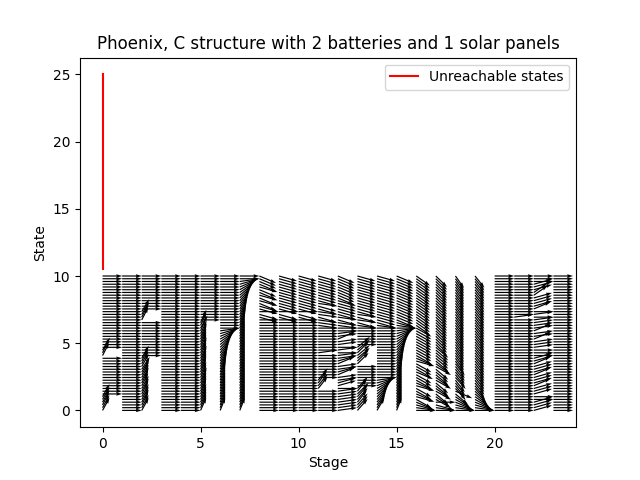 Phoenix, C structure with 2 batteries and 1 solar panels
Unreachable states
25
20
15
10
5
0
State
0 5 10 15 20
Stage